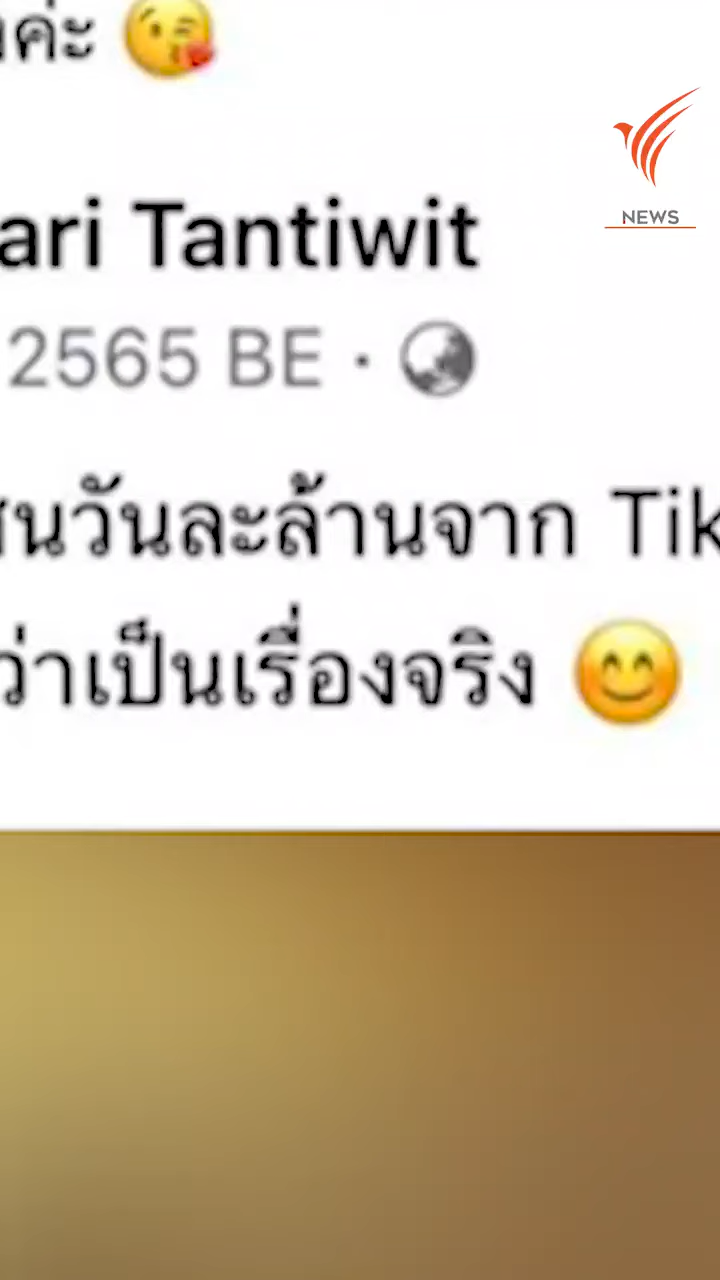 ค่ะ 😘
NEWS
ari Tantiwit
2565 BE ·
สนวันละล้านจาก Tik
ว่าเป็นเรื่องจริง 😊